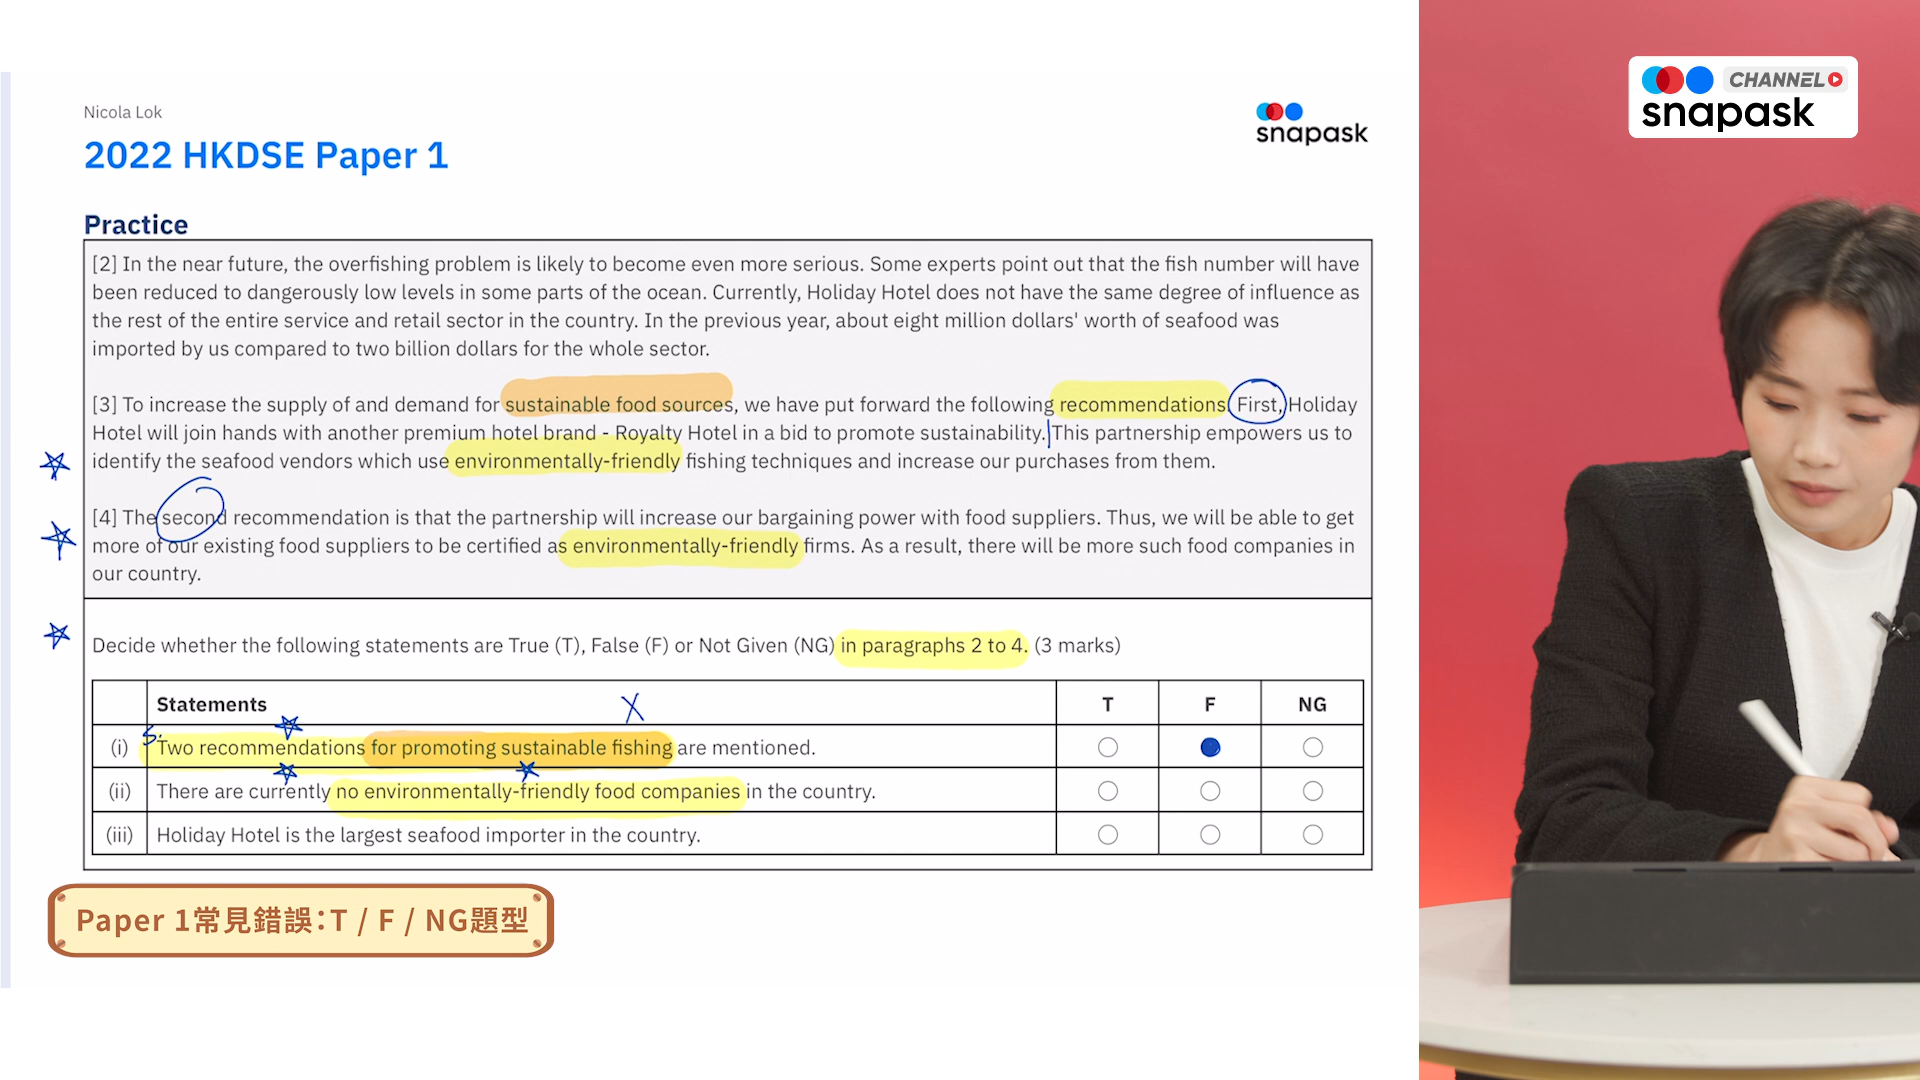 CHANNEL
snapask
Nicola Lok
snapask
2022 HKDSE Paper 1
Practice
[2] In the near future, the overfishing problem is likely to become even more serious. Some experts point out that the fish number will have
been reduced to dangerously low levels in some parts of the ocean. Currently, Holiday Hotel does not have the same degree of influence as
the rest of the entire service and retail sector in the country. In the previous year, about eight million dollars' worth of seafood was
imported by us compared to two billion dollars for the whole sector.
[3] To increase the supply of and demand for sustainable food sources, we have put forward the following recommendations. First, Holiday
Hotel will join hands with another premium hotel brand - Royalty Hotel in a bid to promote sustainability. This partnership empowers us to
identify the seafood vendors which use environmentally-friendly fishing techniques and increase our purchases from them.
[4] The second recommendation is that the partnership will increase our bargaining power with food suppliers. Thus, we will be able to get
more of our existing food suppliers to be certified as environmentally-friendly firms. As a result, there will be more such food companies in
our country.
Decide whether the following statements are True (T), False (F) or Not Given (NG) in paragraphs 2 to 4. (3 marks)
Statements X T F NG
(i) S. Two recommendations for promoting sustainable fishing are mentioned.
(ii) There are currently no environmentally-friendly food companies in the country.
(iii) Holiday Hotel is the largest seafood importer in the country.
Paper 1常見錯誤:T / F / NG題型